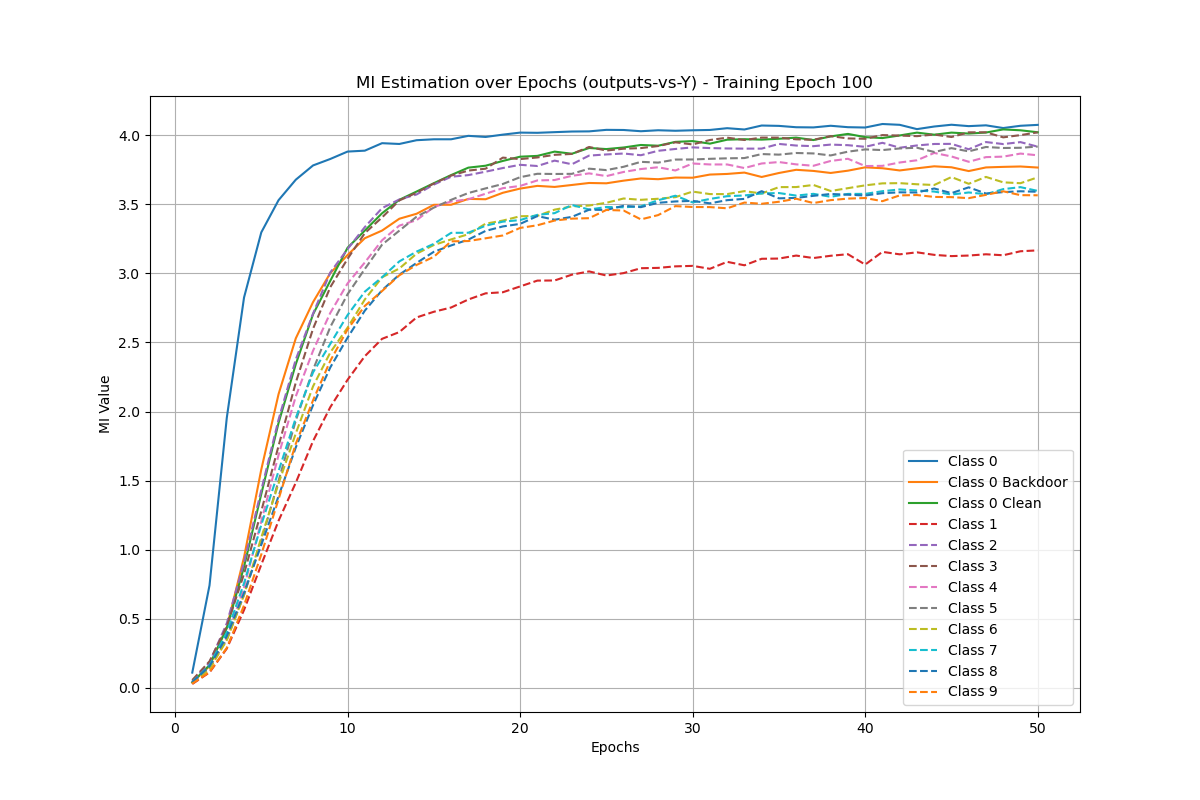 MI Estimation over Epochs (outputs-vs-Y) - Training Epoch 100
MI Value
4.0
3.5
3.0
2.5
2.0
1.5
1.0
0.5
0.0
0 10 20 30 40 50
Epochs
Class 0
Class 0 Backdoor
Class 0 Clean
Class 1
Class 2
Class 3
Class 4
Class 5
Class 6
Class 7
Class 8
Class 9